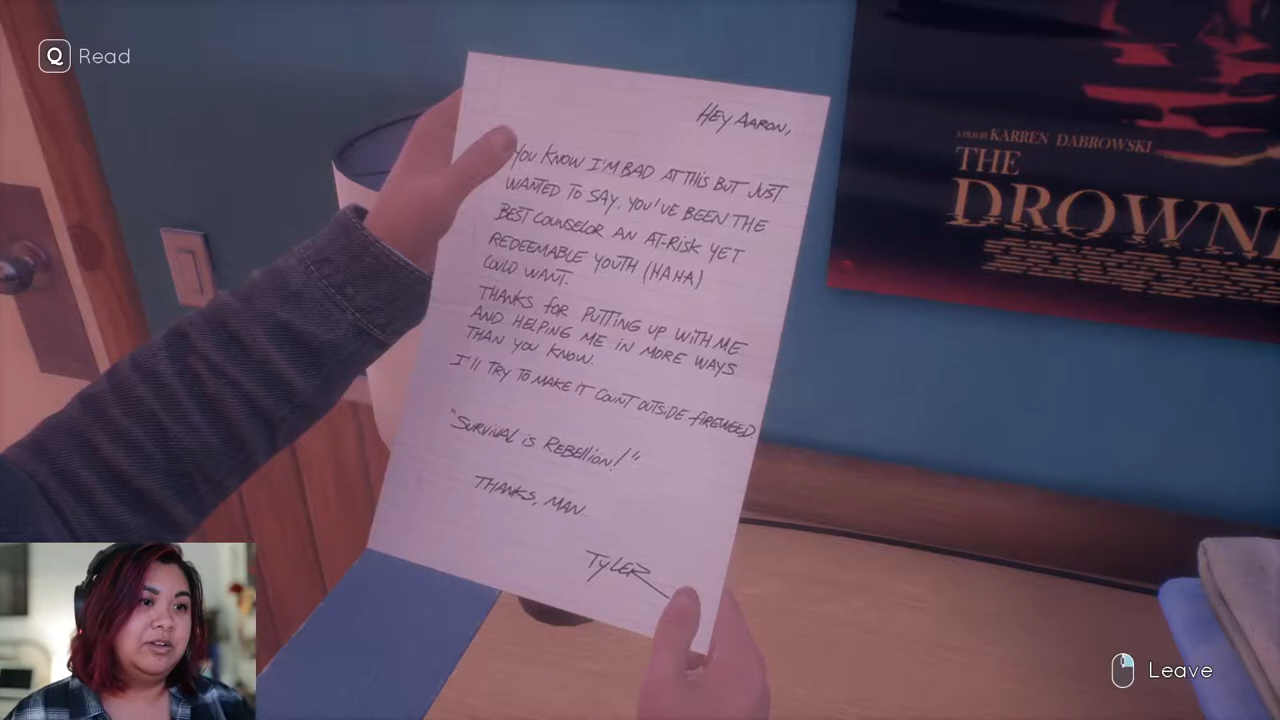 Q Read
HEY AARON,
YOU KNOW I'M BAD AT THIS BUT JUST
WANTED TO SAY, YOU'VE BEEN THE
BEST COUNSELOR AN AT-RISK YET
REDEEMABLE YOUTH (HAHA)
COULD WANT.
THANKS FOR PUTTING UP WITH ME
AND HELPING ME IN MORE WAYS
THAN YOU KNOW.
I'LL TRY TO MAKE IT COUNT OUTSIDE FIREWEED.
"SURVIVAL IS REBELLION!"
THANKS, MAN.
TYLER
A FILM BY KARREN DABROWSKI
THE
DROWN
Leave